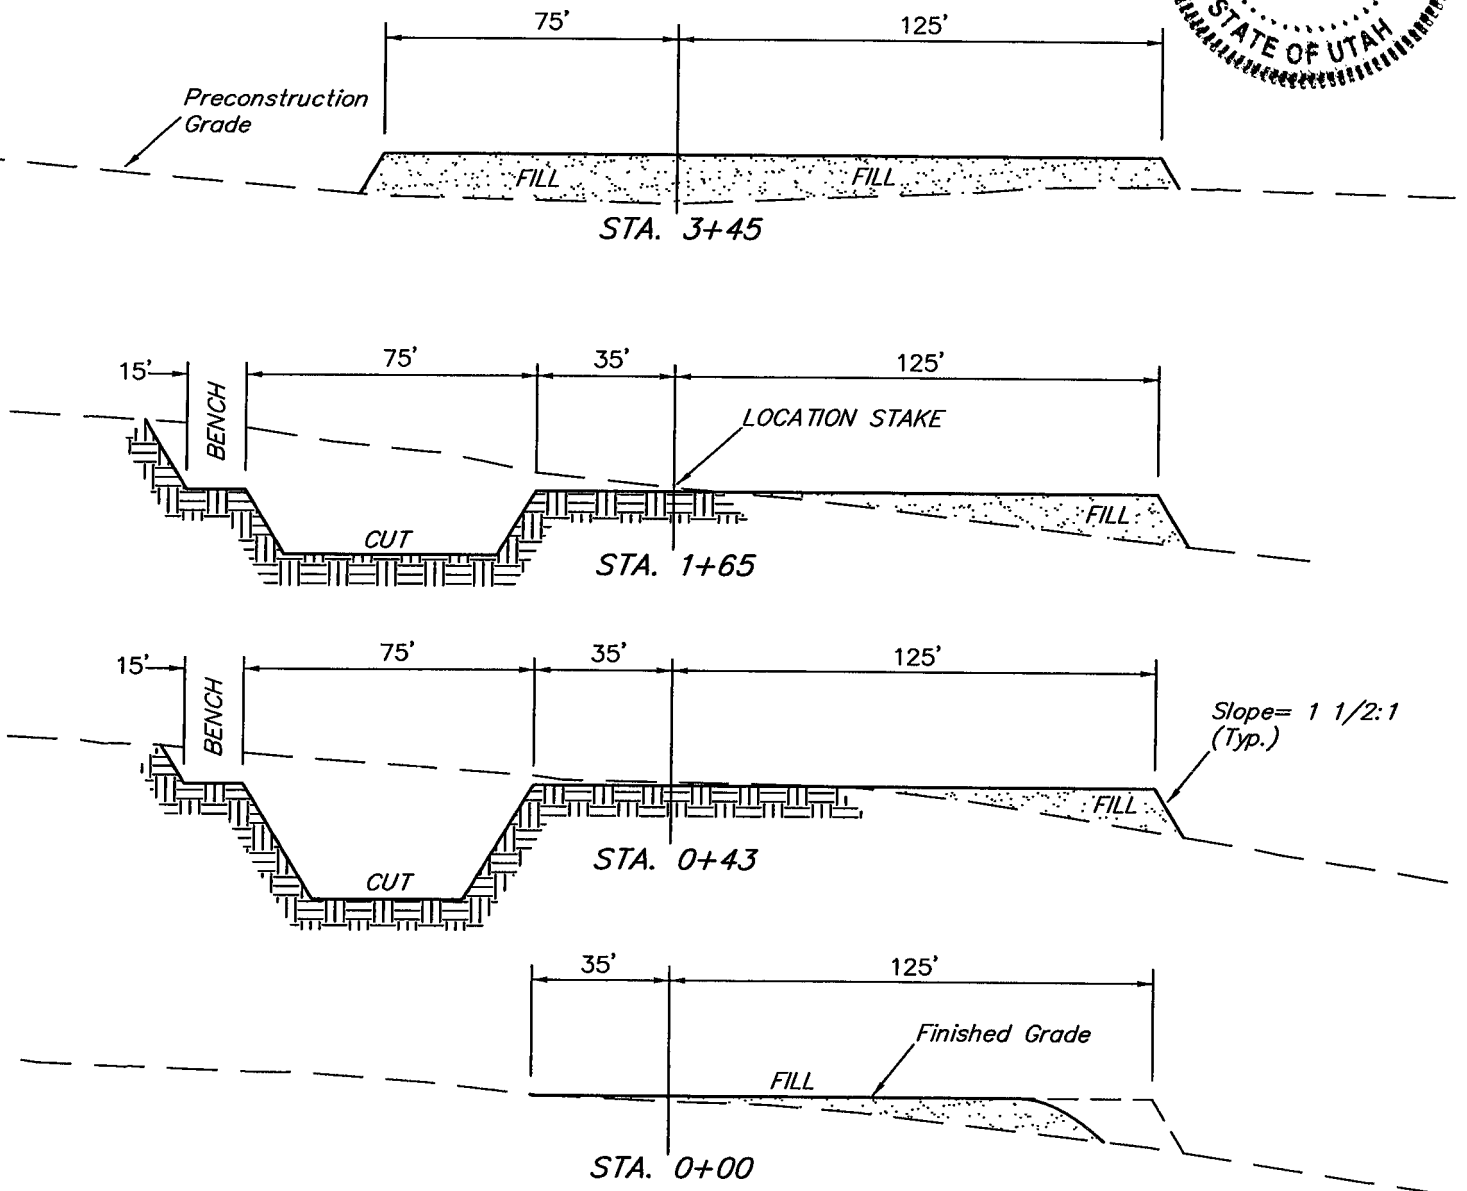 STATE OF UTAH
75'
125'
Preconstruction
Grade
FILL
FILL
STA. 3+45
15'
BENCH
75'
35'
125'
LOCATION STAKE
CUT
FILL
STA. 1+65
15'
BENCH
75'
35'
125'
Slope= 1 1/2:1
(Typ.)
CUT
FILL
STA. 0+43
35'
125'
Finished Grade
FILL
STA. 0+00